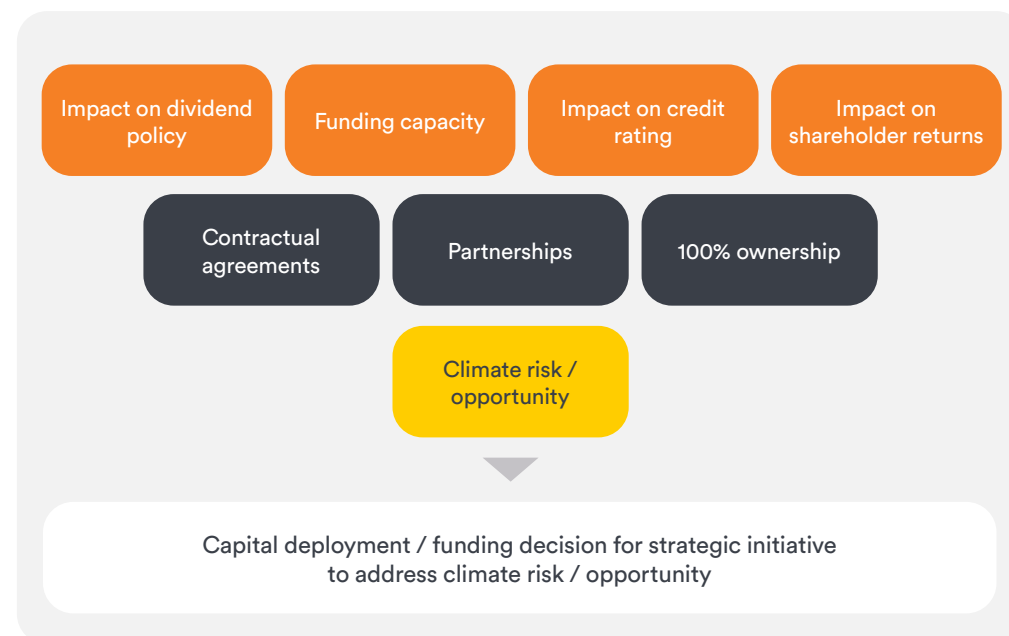 Impact on dividend
policy
Funding capacity
Impact on credit
rating
Impact on
shareholder returns
Contractual
agreements
Partnerships
100% ownership
Climate risk /
opportunity
Capital deployment / funding decision for strategic initiative
to address climate risk / opportunity